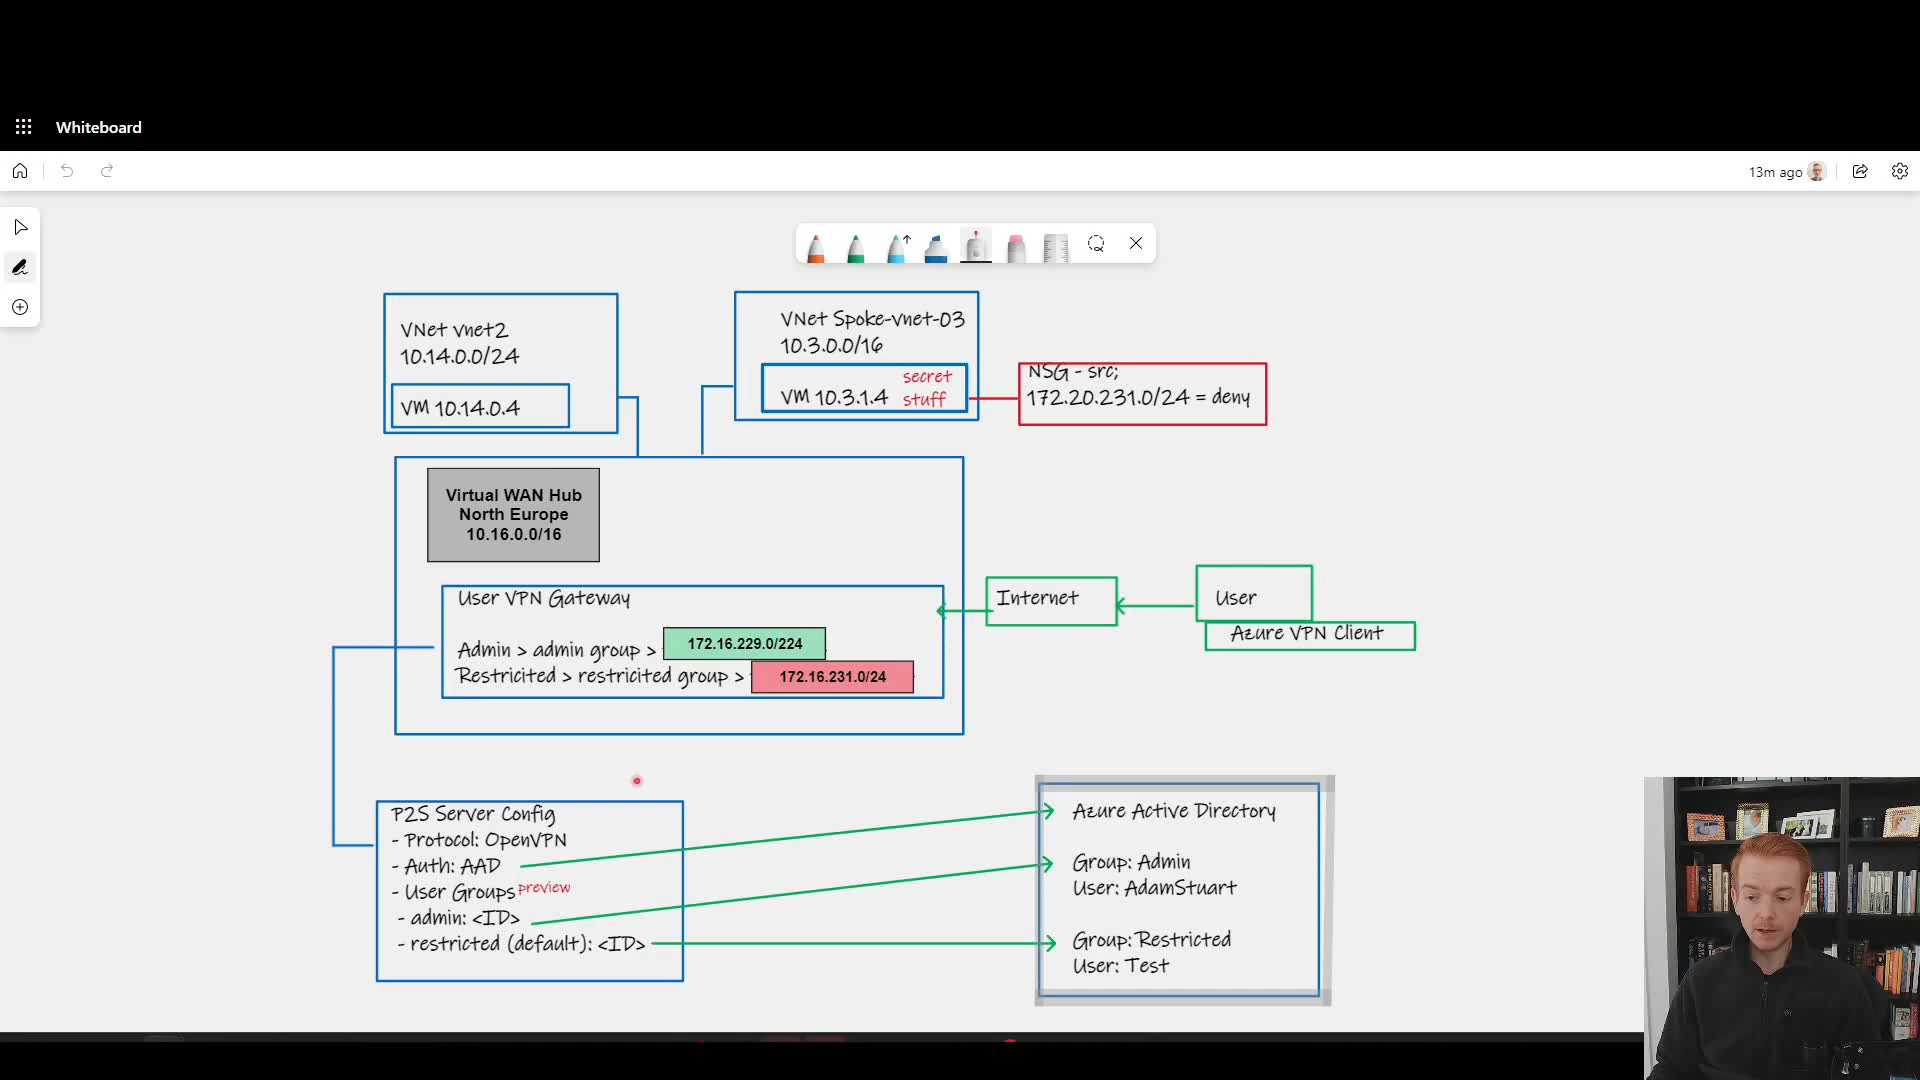 Whiteboard
13m ago
VNet vnet2
10.14.0.0/24
VM 10.14.0.4
VNet Spoke-vnet-03
10.3.0.0/16
VM 10.3.1.4
secret
stuff
NSG - src;
172.20.231.0/24 = deny
Virtual WAN Hub
North Europe
10.16.0.0/16
User VPN Gateway
Admin > admin group >
172.16.229.0/224
Restricited > restricited group >
172.16.231.0/24
Internet
User
Azure VPN Client
P2S Server Config
- Protocol: OpenVPN
- Auth: AAD
- User Groups preview
- admin: <ID>
- restricted (default): <ID>
Azure Active Directory
Group: Admin
User: AdamStuart
Group: Restricted
User: Test